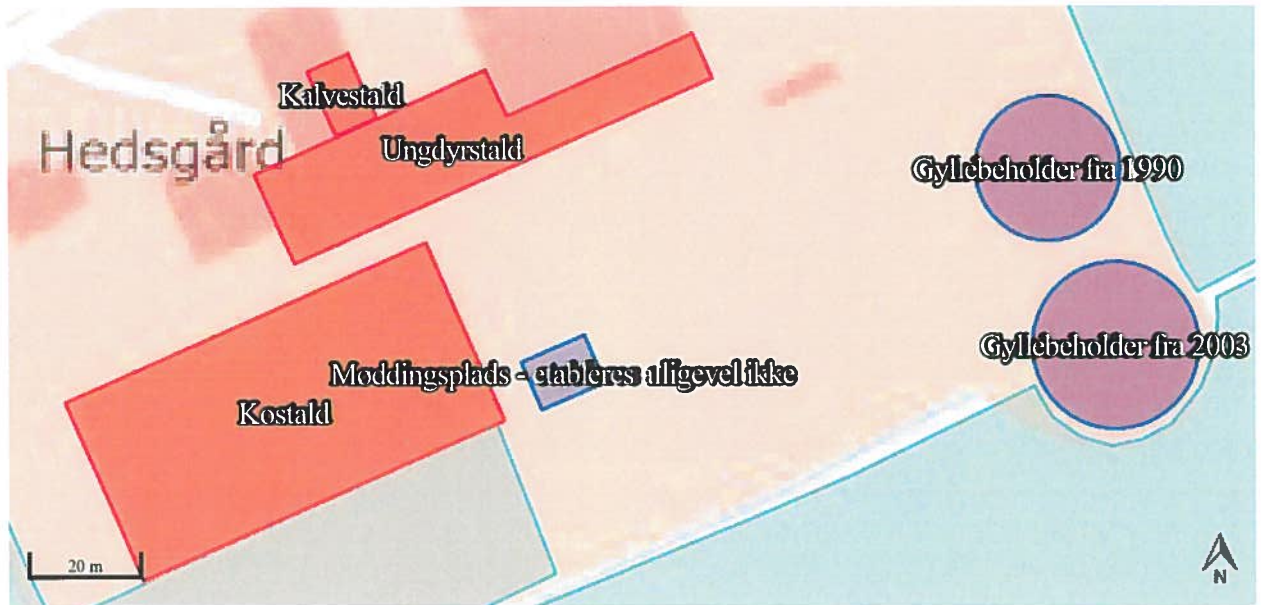 Kalvestald
Hedsgård
Ungdyrstald
Gyllebeholder fra 1990
Gyllebeholder fra 2003
Møddingsplads - etableres alligevel ikke
Kostald
20 m
N